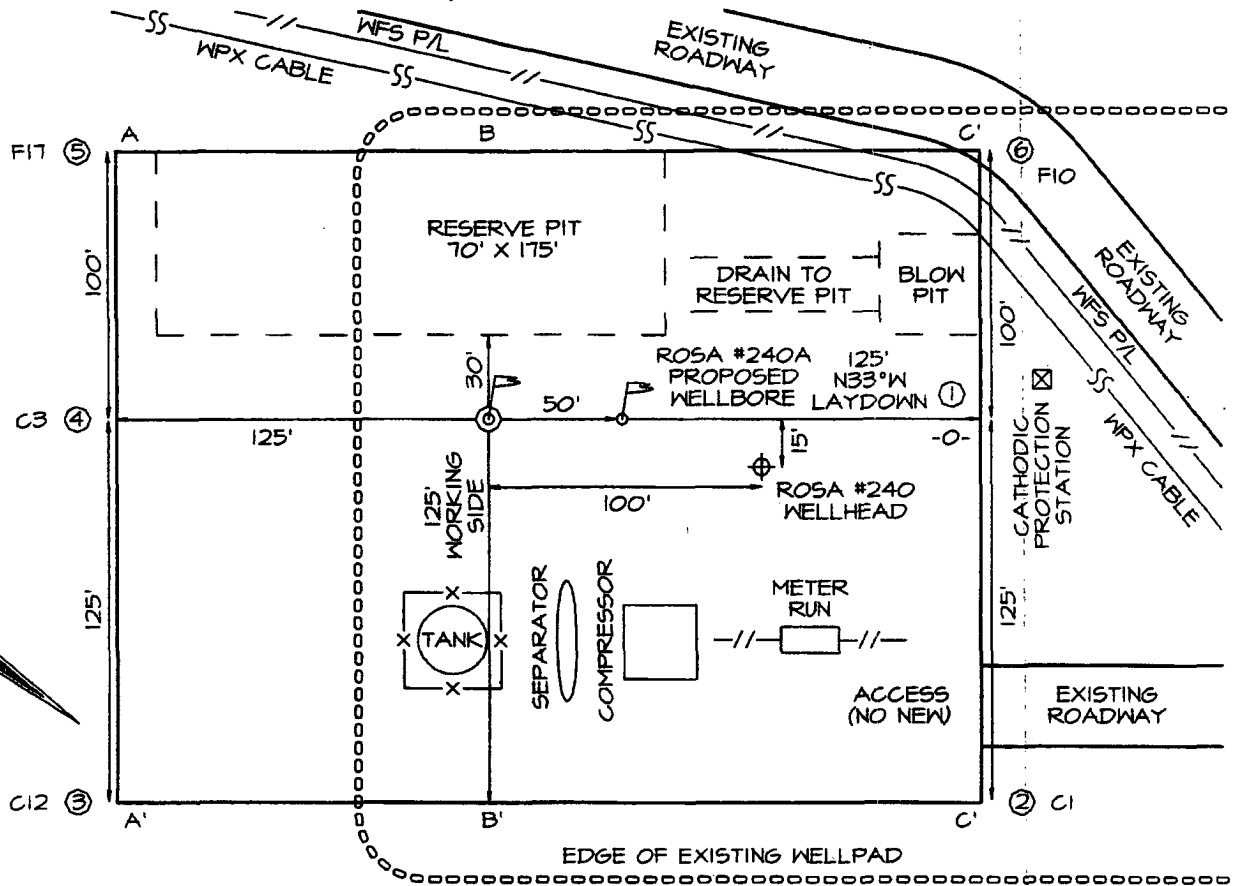 WFS P/L
WPX CABLE
EXISTING
ROADWAY
A
B
C'
F17 ⑤
⑥
F10
RESERVE PIT
70' X 175'
DRAIN TO
RESERVE PIT
BLOW
PIT
EXISTING
ROADWAY
WFS P/L
WPX CABLE
100'
100'
30'
50'
ROSA #240A
PROPOSED
WELLBORE
125'
N33°W
LAYDOWN
①
C3 ④
125'
-0-
15'
100'
ROSA #240
WELLHEAD
CATHODIC
PROTECTION
STATION
125'
WORKING
SIDE
125'
125'
TANK
SEPARATOR
COMPRESSOR
METER
RUN
ACCESS
(NO NEW)
EXISTING
ROADWAY
C12 ③
② C1
A'
B'
C'
EDGE OF EXISTING WELLPAD